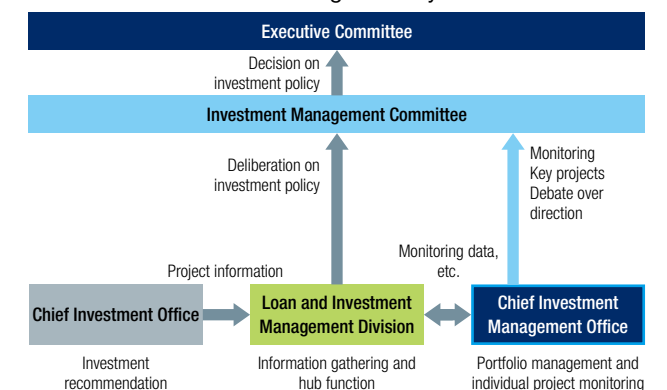 Executive Committee
Decision on
investment policy
Investment Management Committee
Deliberation on
investment policy
Monitoring
Key projects
Debate over
direction
Project information
Monitoring data,
etc.
Chief Investment Office
Loan and Investment
Management Division
Chief Investment
Management Office
Investment
recommendation
Information gathering and
hub function
Portfolio management and
individual project monitoring